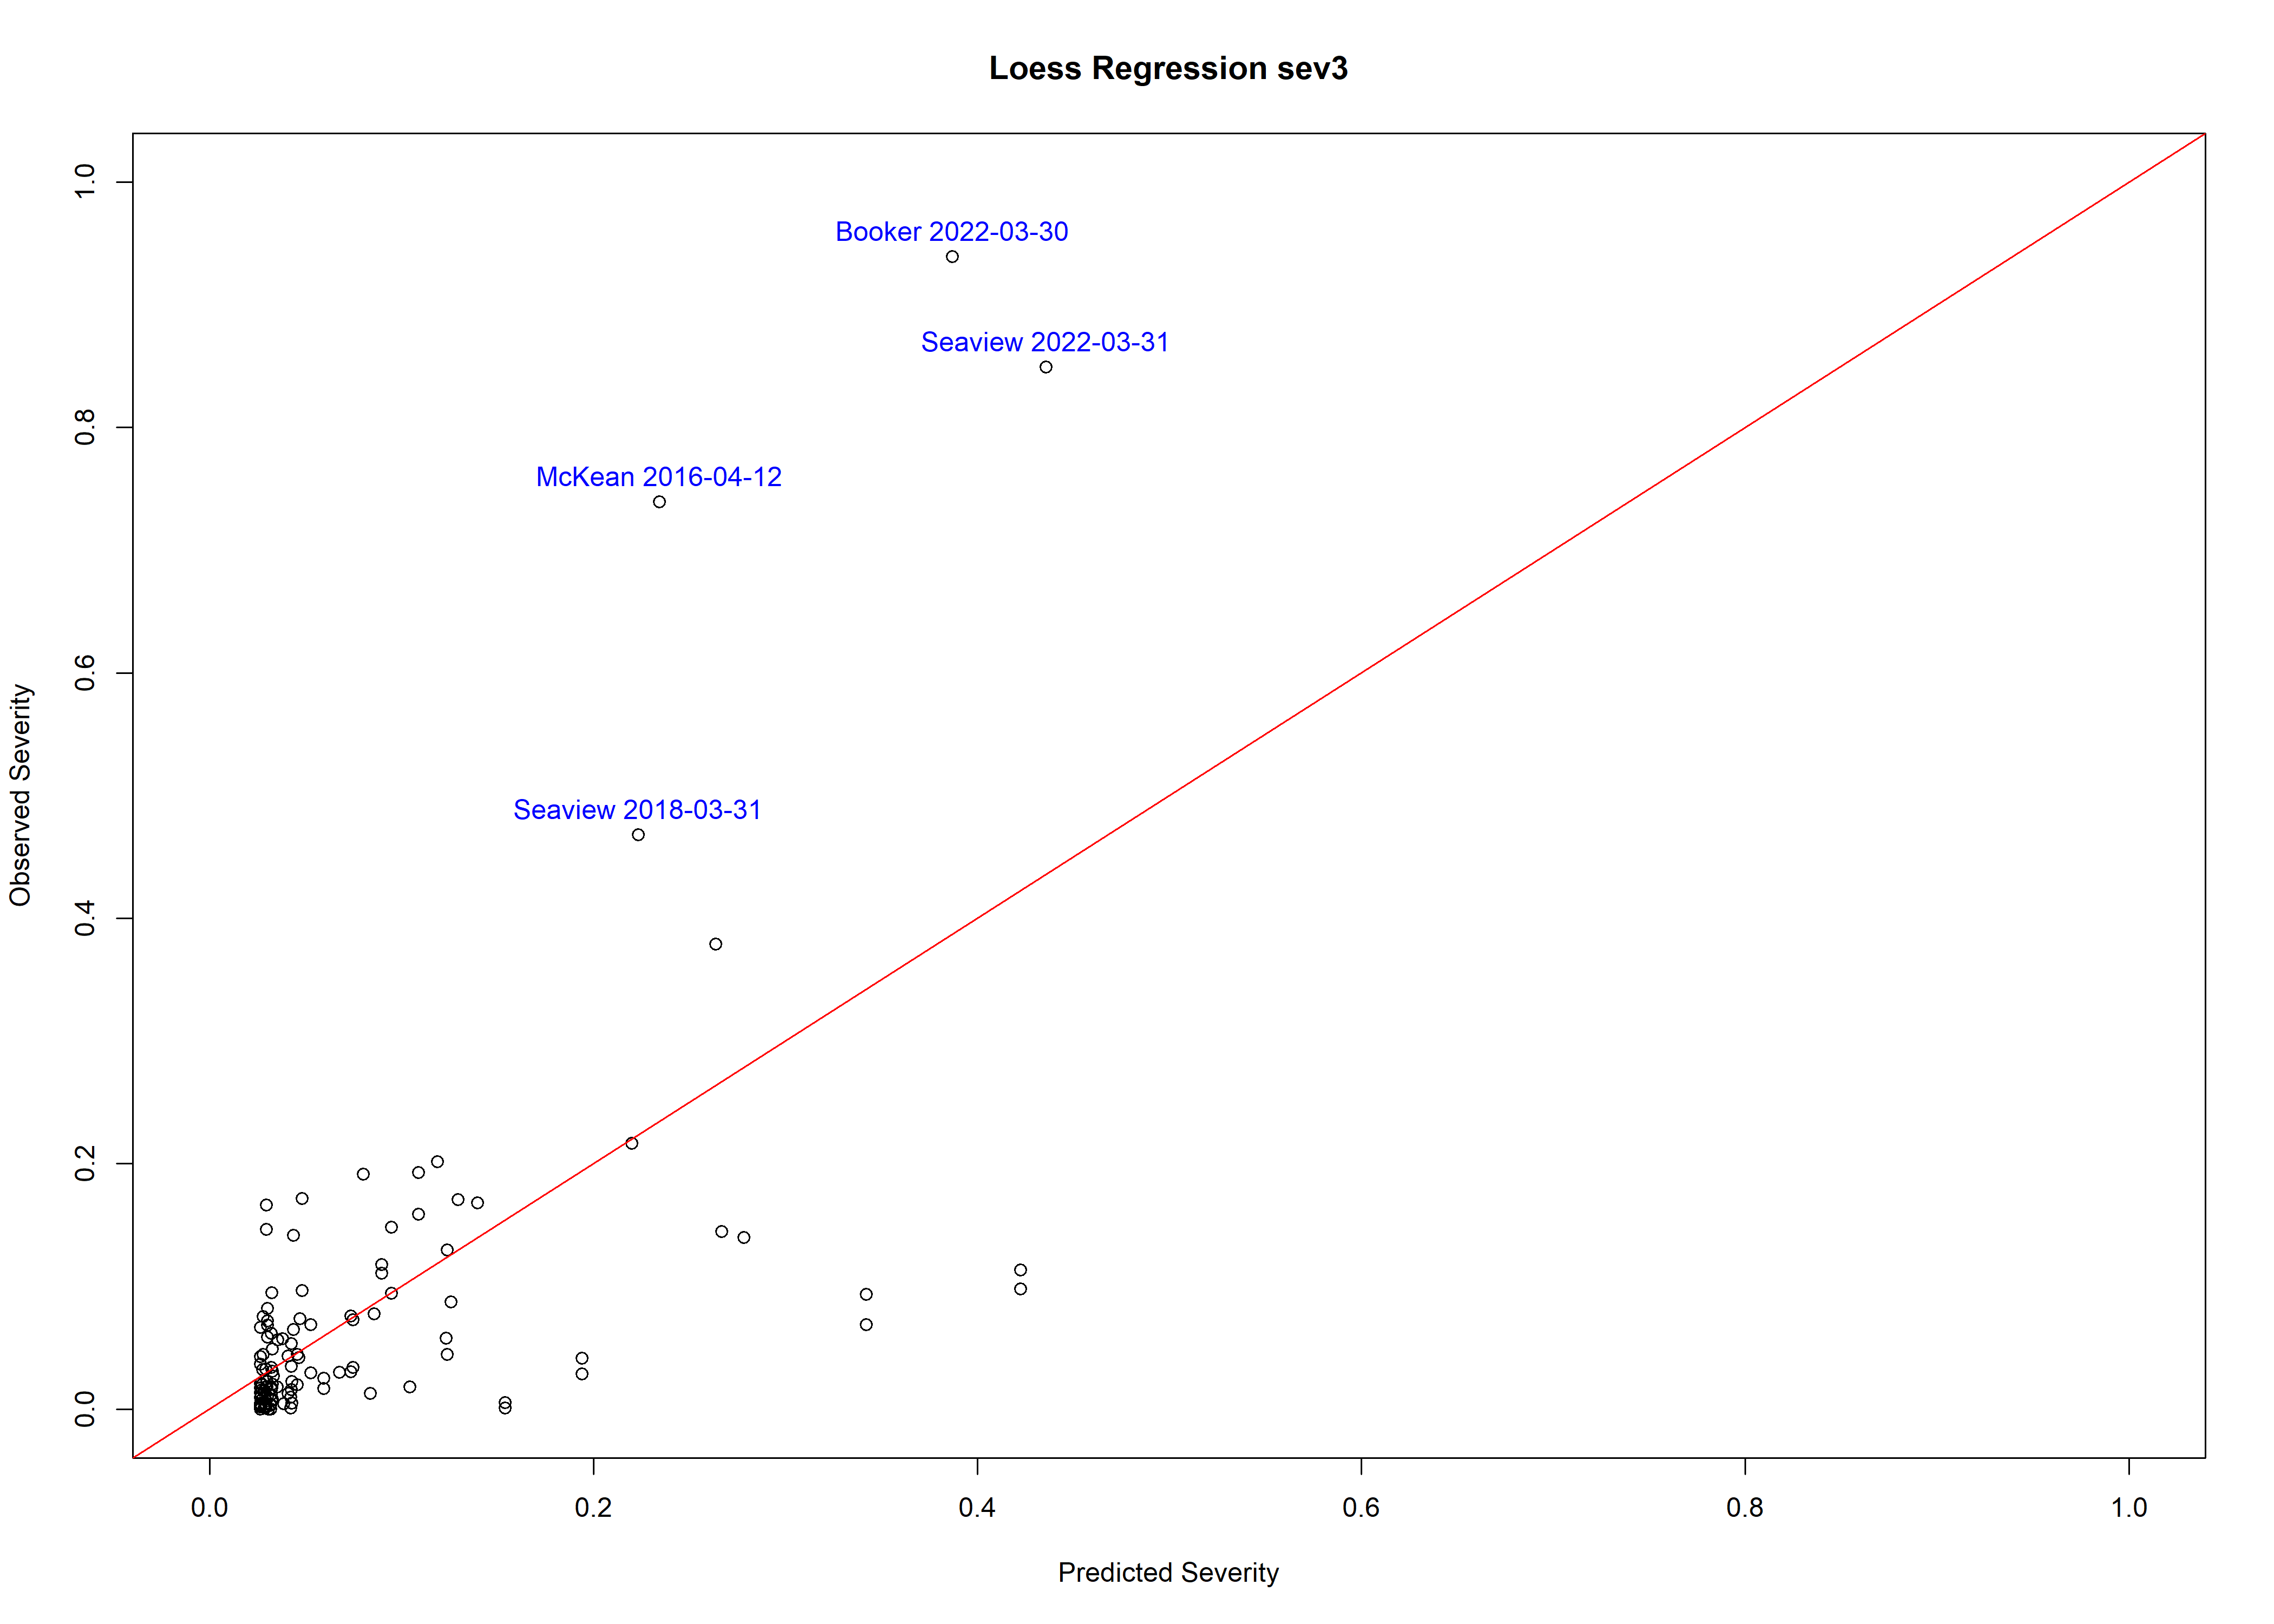 Loess Regression sev3
Booker 2022-03-30
Seaview 2022-03-31
McKean 2016-04-12
Seaview 2018-03-31
Observed Severity
1.0
0.8
0.6
0.4
0.2
0.0
0.0 0.2 0.4 0.6 0.8 1.0
Predicted Severity